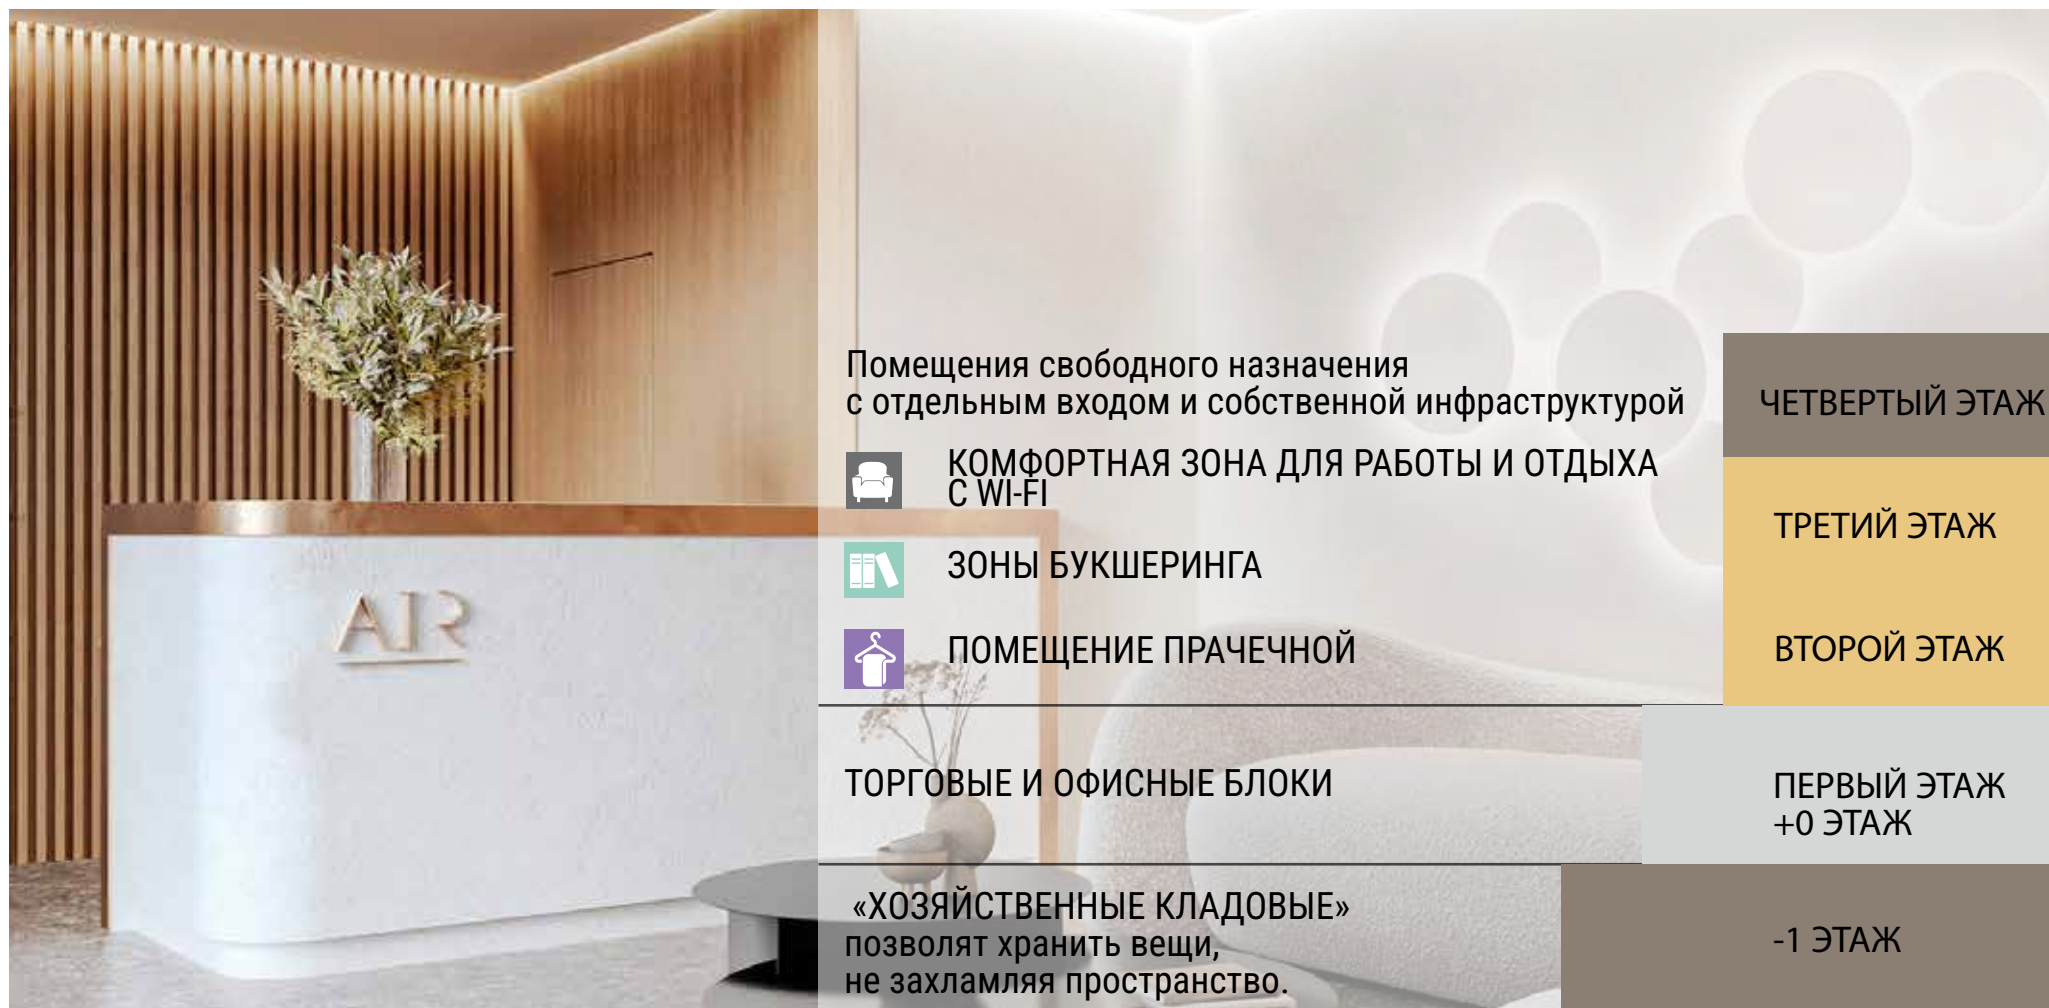 Помещения свободного назначения
с отдельным входом и собственной инфраструктурой
ЧЕТВЕРТЫЙ ЭТАЖ
КОМФОРТНАЯ ЗОНА ДЛЯ РАБОТЫ И ОТДЫХА
С WI-FI
ТРЕТИЙ ЭТАЖ
ЗОНЫ БУКШЕРИНГА
AIR
ПОМЕЩЕНИЕ ПРАЧЕЧНОЙ
ВТОРОЙ ЭТАЖ
ТОРГОВЫЕ И ОФИСНЫЕ БЛОКИ
ПЕРВЫЙ ЭТАЖ
+0 ЭТАЖ
«ХОЗЯЙСТВЕННЫЕ КЛАДОВЫЕ»
позволят хранить вещи,
не захламляя пространство.
-1 ЭТАЖ